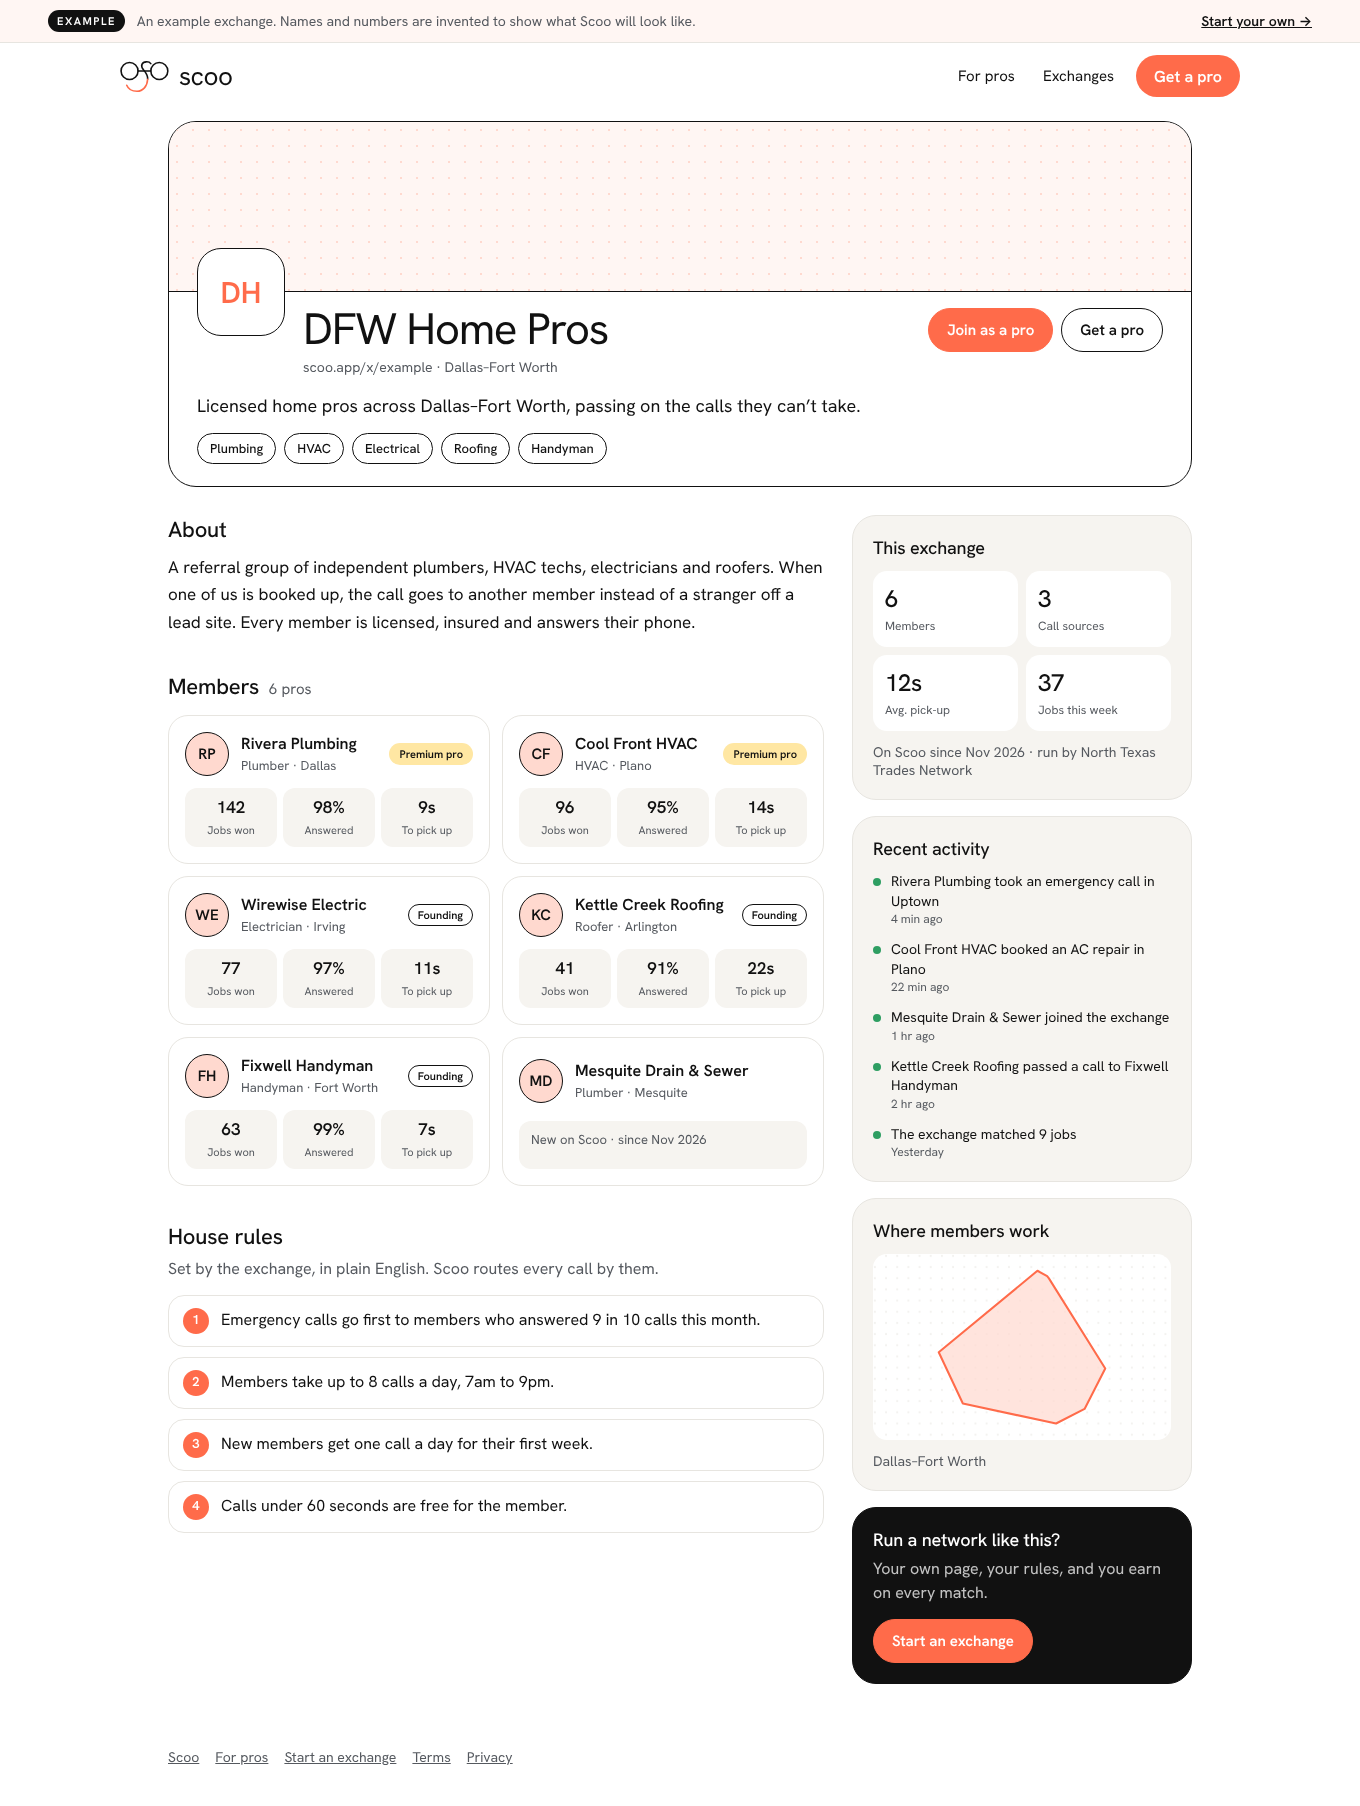 EXAMPLE An example exchange. Names and numbers are invented to show what Scoo will look like. Start your own →
scoo For pros Exchanges Get a pro
DH
DFW Home Pros Join as a pro Get a pro
scoo.app/x/example · Dallas–Fort Worth
Licensed home pros across Dallas–Fort Worth, passing on the calls they can’t take.
Plumbing HVAC Electrical Roofing Handyman
About
A referral group of independent plumbers, HVAC techs, electricians and roofers. When
one of us is booked up, the call goes to another member instead of a stranger off a
lead site. Every member is licensed, insured and answers their phone.
Members 6 pros
RP Rivera Plumbing Premium pro
Plumber · Dallas
142 98% 9s
Jobs won Answered To pick up
CF Cool Front HVAC Premium pro
HVAC · Plano
96 95% 14s
Jobs won Answered To pick up
WE Wirewise Electric Founding
Electrician · Irving
77 97% 11s
Jobs won Answered To pick up
KC Kettle Creek Roofing Founding
Roofer · Arlington
41 91% 22s
Jobs won Answered To pick up
FH Fixwell Handyman Founding
Handyman · Fort Worth
63 99% 7s
Jobs won Answered To pick up
MD Mesquite Drain & Sewer
Plumber · Mesquite
New on Scoo · since Nov 2026
House rules
Set by the exchange, in plain English. Scoo routes every call by them.
1 Emergency calls go first to members who answered 9 in 10 calls this month.
2 Members take up to 8 calls a day, 7am to 9pm.
3 New members get one call a day for their first week.
4 Calls under 60 seconds are free for the member.
This exchange
6 3
Members Call sources
12s 37
Avg. pick-up Jobs this week
On Scoo since Nov 2026 · run by North Texas
Trades Network
Recent activity
Rivera Plumbing took an emergency call in
Uptown
4 min ago
Cool Front HVAC booked an AC repair in
Plano
22 min ago
Mesquite Drain & Sewer joined the exchange
1 hr ago
Kettle Creek Roofing passed a call to Fixwell
Handyman
2 hr ago
The exchange matched 9 jobs
Yesterday
Where members work
Dallas–Fort Worth
Run a network like this?
Your own page, your rules, and you earn
on every match.
Start an exchange
Scoo For pros Start an exchange Terms Privacy